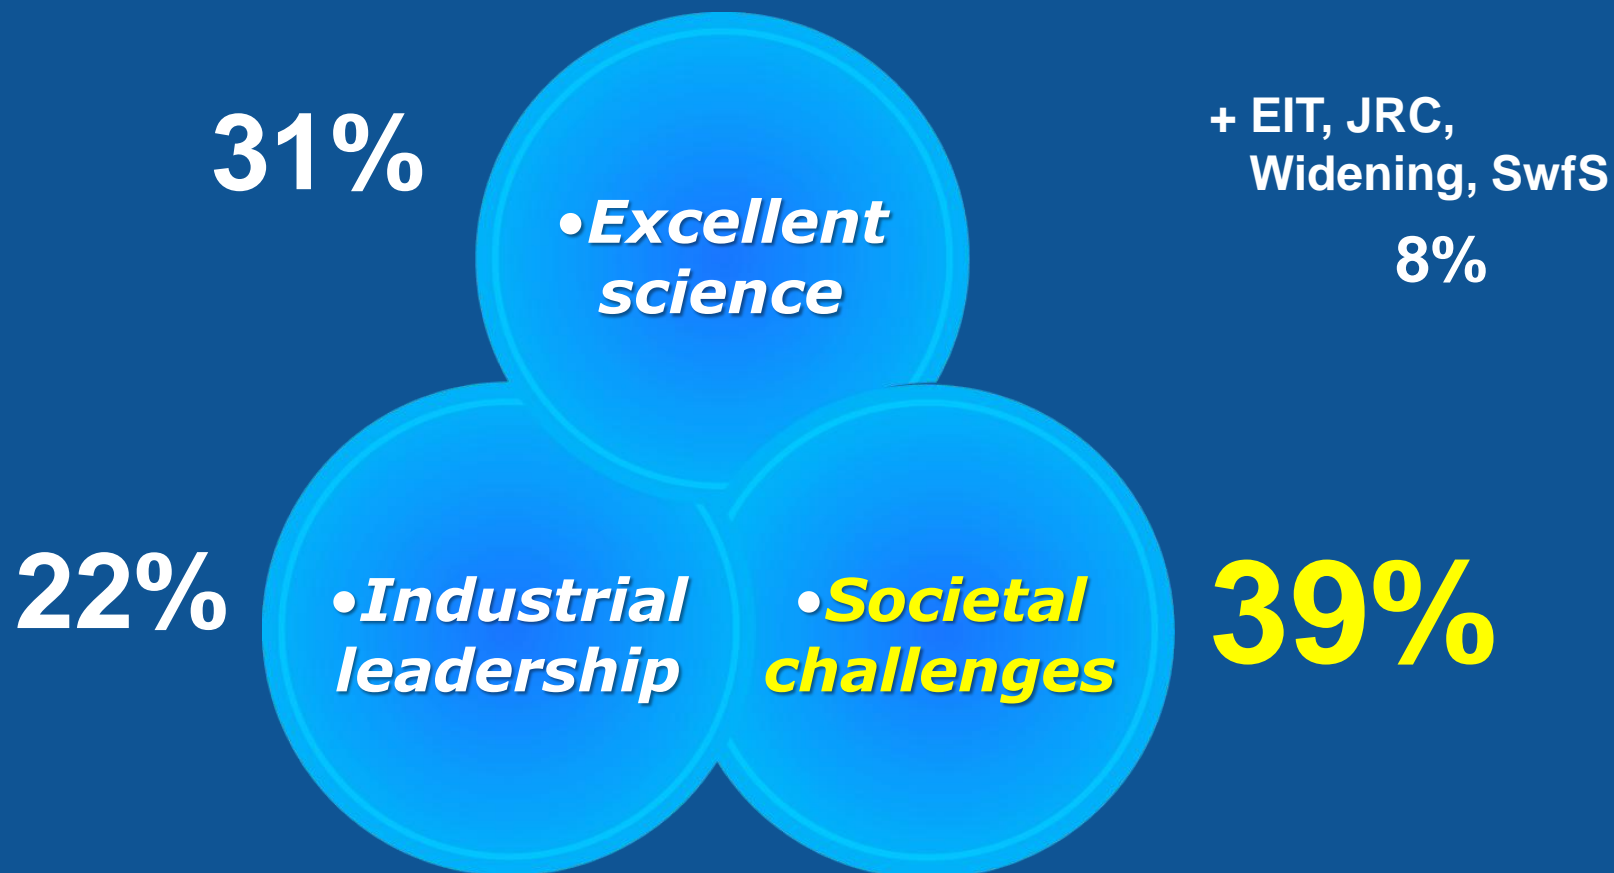 31%
•Excellent
science
+ EIT, JRC,
Widening, SwfS
8%
22%
•Industrial
leadership
•Societal
challenges
39%